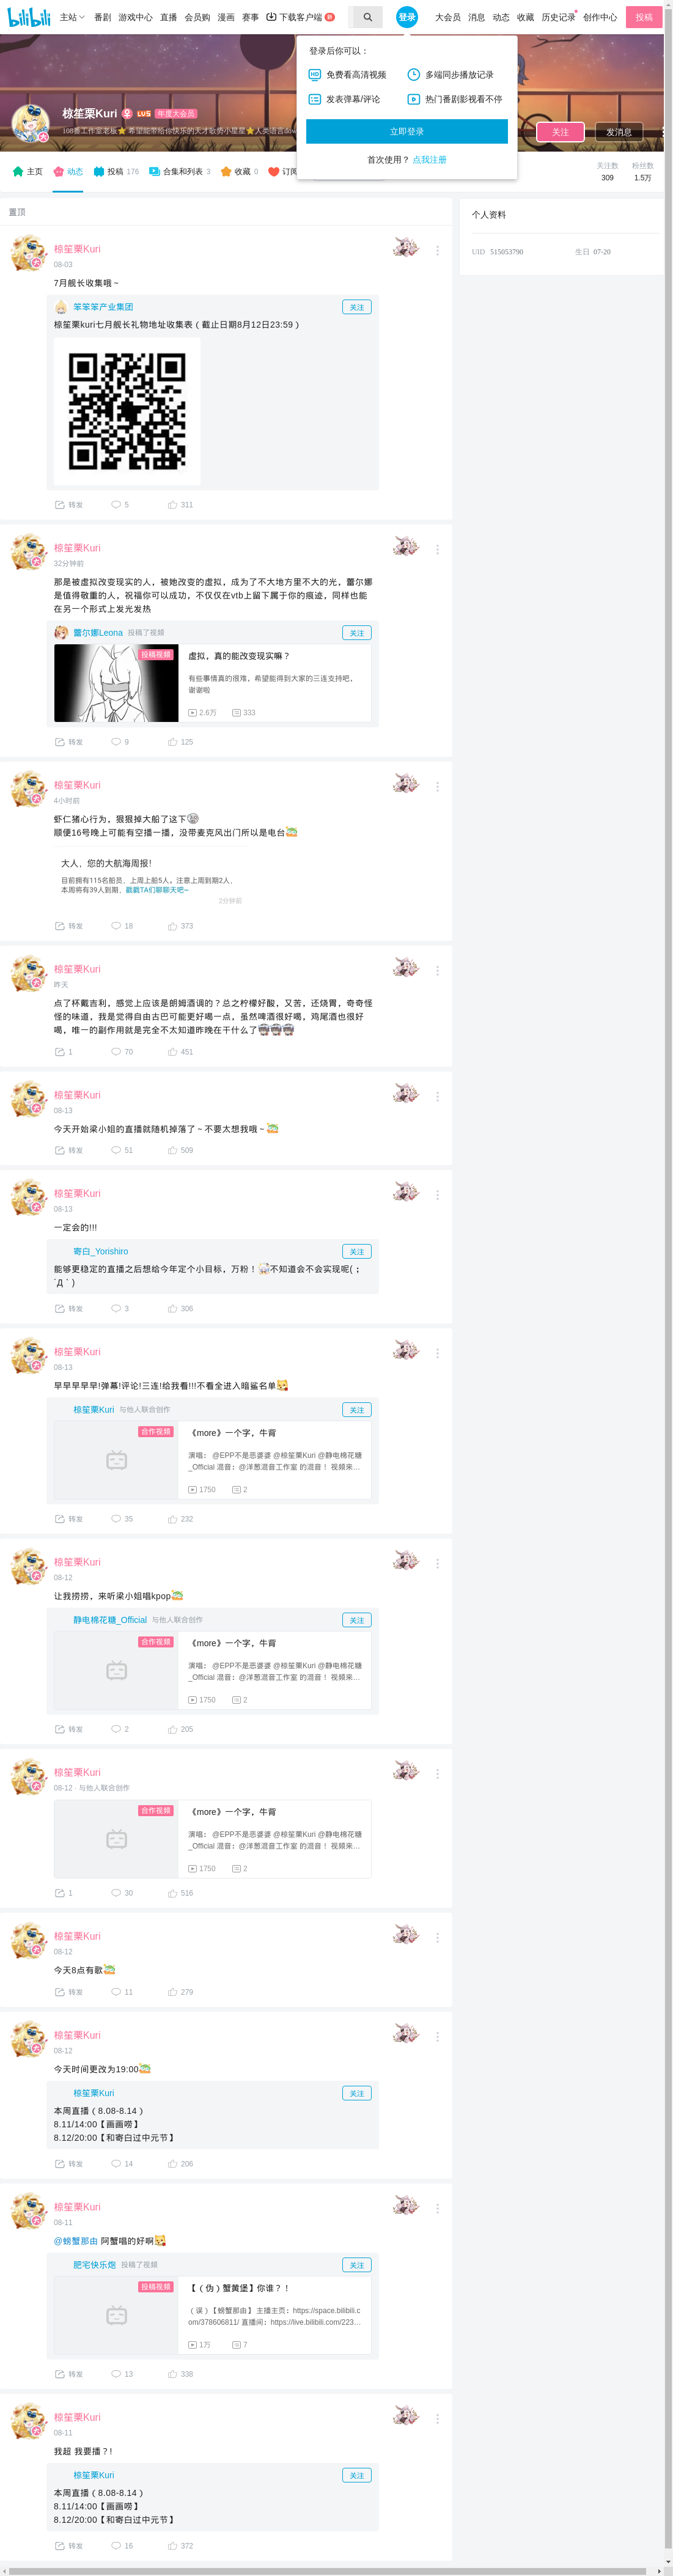 bilibili 主站 番剧 游戏中心 直播 会员购 漫画 赛事 下载客户端 登录 大会员 消息 动态 收藏 历史记录 创作中心 投稿
登录后你可以：
免费看高清视频 多端同步播放记录
发表弹幕/评论 热门番剧影视看不停
立即登录
首次使用？ 点我注册
椋笙栗Kuri LV5 年度大会员
108番工作室老板⭐ 希望能带给你快乐的天才歌势小星星⭐人类语言
关注 发消息
主页 动态 投稿 176 合集和列表 3 收藏 0 订阅
关注数 粉丝数
309 1.5万
置顶
个人资料
UID 515053790 生日 07-20
椋笙栗Kuri
08-03
7月舰长收集哦～
笨笨笨产业集团 关注
椋笙栗kuri七月舰长礼物地址收集表（截止日期8月12日23:59）
转发 5 311
椋笙栗Kuri
32分钟前
那是被虚拟改变现实的人，被她改变的虚拟，成为了不大地方里不大的光，蕾尔娜
是值得敬重的人，祝福你可以成功，不仅仅在vtb上留下属于你的痕迹，同样也能
在另一个形式上发光发热
蕾尔娜Leona 投稿了视频 关注
投稿视频
虚拟，真的能改变现实嘛？
有些事情真的很难，希望能得到大家的三连支持吧，
谢谢啦
2.6万 333
转发 9 125
椋笙栗Kuri
4小时前
虾仁猪心行为，狠狠掉大船了这下
顺便16号晚上可能有空播一播，没带麦克风出门所以是电台
大人，您的大航海周报！
目前拥有115名船员，上周上船5人，注意上周到期2人，
本周将有39人到期，戳戳TA们聊聊天吧~
2分钟前
转发 18 373
椋笙栗Kuri
昨天
点了杯戴吉利，感觉上应该是朗姆酒调的？总之柠檬好酸，又苦，还烧胃，奇奇怪
怪的味道，我是觉得自由古巴可能更好喝一点，虽然啤酒很好喝，鸡尾酒也很好
喝，唯一的副作用就是完全不太知道昨晚在干什么了
1 70 451
椋笙栗Kuri
08-13
今天开始梁小姐的直播就随机掉落了～不要太想我哦～
转发 51 509
椋笙栗Kuri
08-13
一定会的!!!
寄白_Yorishiro 关注
能够更稳定的直播之后想给今年定个小目标，万粉！不知道会不会实现呢(；
`Д｀)
转发 3 306
椋笙栗Kuri
08-13
早早早早早!弹幕!评论!三连!给我看!!!不看全进入暗鲨名单
椋笙栗Kuri 与他人联合创作 关注
合作视频
《more》一个字，牛背
演唱： @EPP不是恶婆婆 @椋笙栗Kuri @静电棉花糖
_Official 混音：@洋葱混音工作室 的混音！ 视频来…
1750 2
转发 35 232
椋笙栗Kuri
08-12
让我捞捞，来听梁小姐唱kpop
静电棉花糖_Official 与他人联合创作 关注
合作视频
《more》一个字，牛背
演唱： @EPP不是恶婆婆 @椋笙栗Kuri @静电棉花糖
_Official 混音：@洋葱混音工作室 的混音！ 视频来…
1750 2
转发 2 205
椋笙栗Kuri
08-12 · 与他人联合创作
合作视频
《more》一个字，牛背
演唱： @EPP不是恶婆婆 @椋笙栗Kuri @静电棉花糖
_Official 混音：@洋葱混音工作室 的混音！ 视频来…
1750 2
1 30 516
椋笙栗Kuri
08-12
今天8点有歌
转发 11 279
椋笙栗Kuri
08-12
今天时间更改为19:00
椋笙栗Kuri 关注
本周直播（8.08-8.14）
8.11/14:00【画画唠】
8.12/20:00【和寄白过中元节】
转发 14 206
椋笙栗Kuri
08-11
@螃蟹那由 阿蟹唱的好啊
肥宅快乐炮 投稿了视频 关注
投稿视频
【（伪）蟹黄堡】你谁？！
（误）【螃蟹那由】 主播主页：https://space.bilibili.c
om/378606811/ 直播间：https://live.bilibili.com/223…
1万 7
转发 13 338
椋笙栗Kuri
08-11
我超 我要播？!
椋笙栗Kuri 关注
本周直播（8.08-8.14）
8.11/14:00【画画唠】
8.12/20:00【和寄白过中元节】
转发 16 372